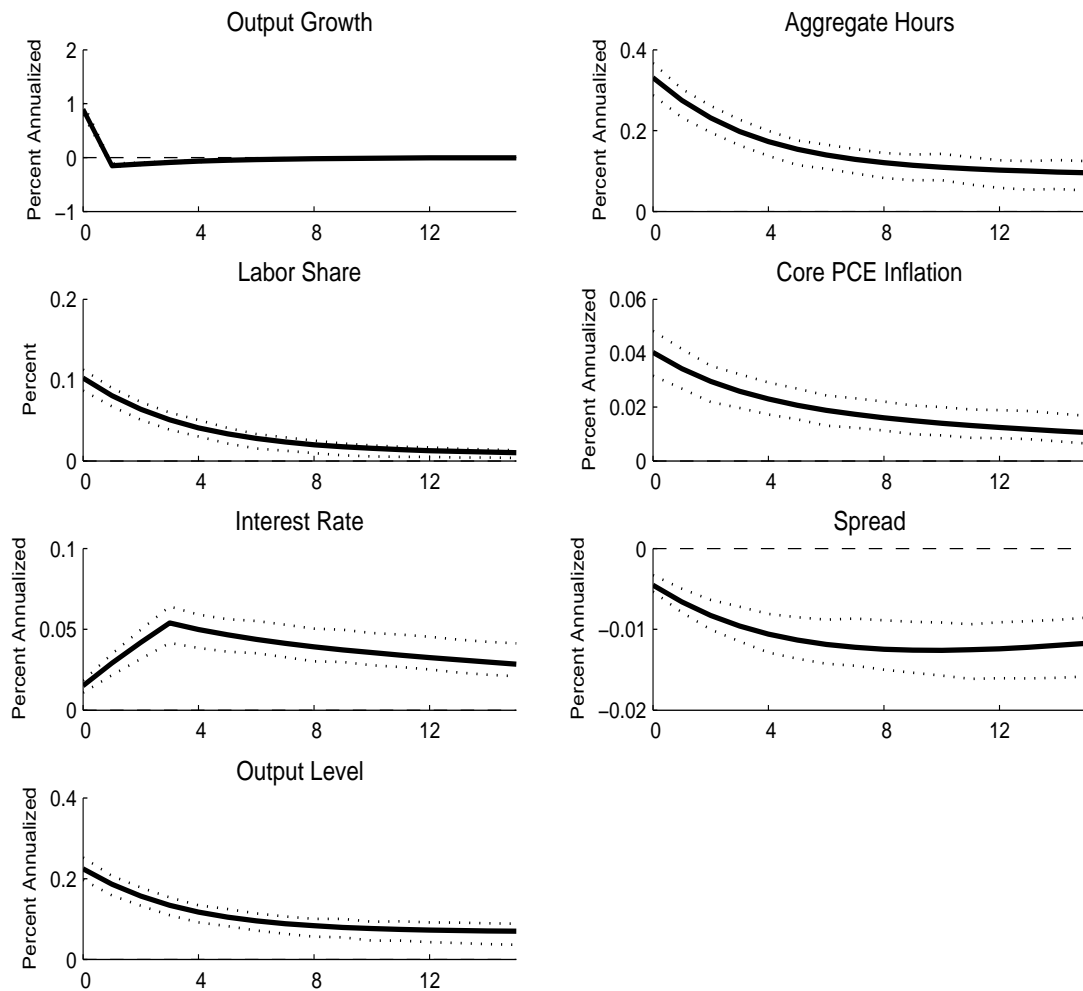 Output Growth
Percent Annualized
2
1
0
−1
0 4 8 12
Aggregate Hours
Percent Annualized
0.4
0.2
0
0 4 8 12
Labor Share
Percent
0.2
0.1
0
0 4 8 12
Core PCE Inflation
Percent Annualized
0.06
0.04
0.02
0
0 4 8 12
Interest Rate
Percent Annualized
0.1
0.05
0
0 4 8 12
Spread
Percent Annualized
0
−0.01
−0.02
0 4 8 12
Output Level
Percent Annualized
0.4
0.2
0
0 4 8 12